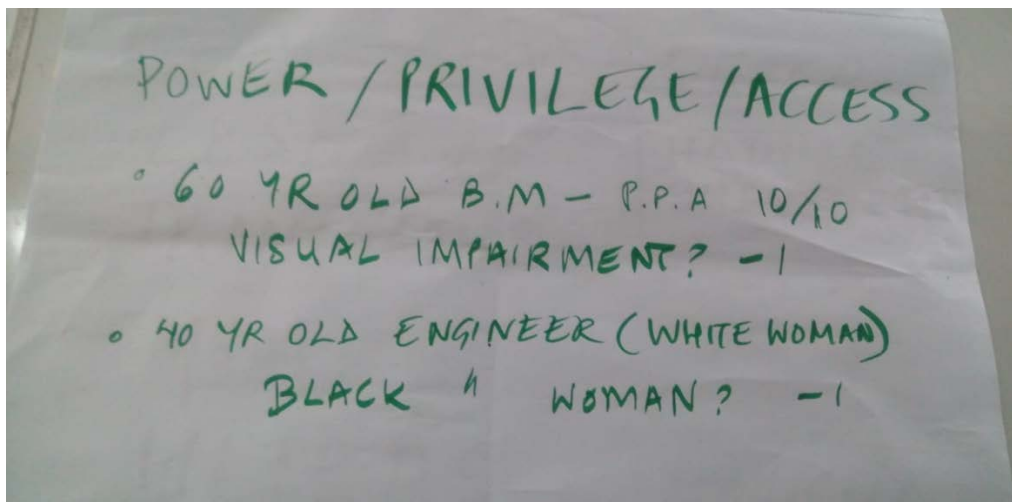 POWER / PRIVILEGE / ACCESS
• 60 YR OLD B.M – P.P.A 10/10
VISUAL IMPAIRMENT? –1
• 40 YR OLD ENGINEER (WHITE WOMAN)
BLACK " WOMAN? –1